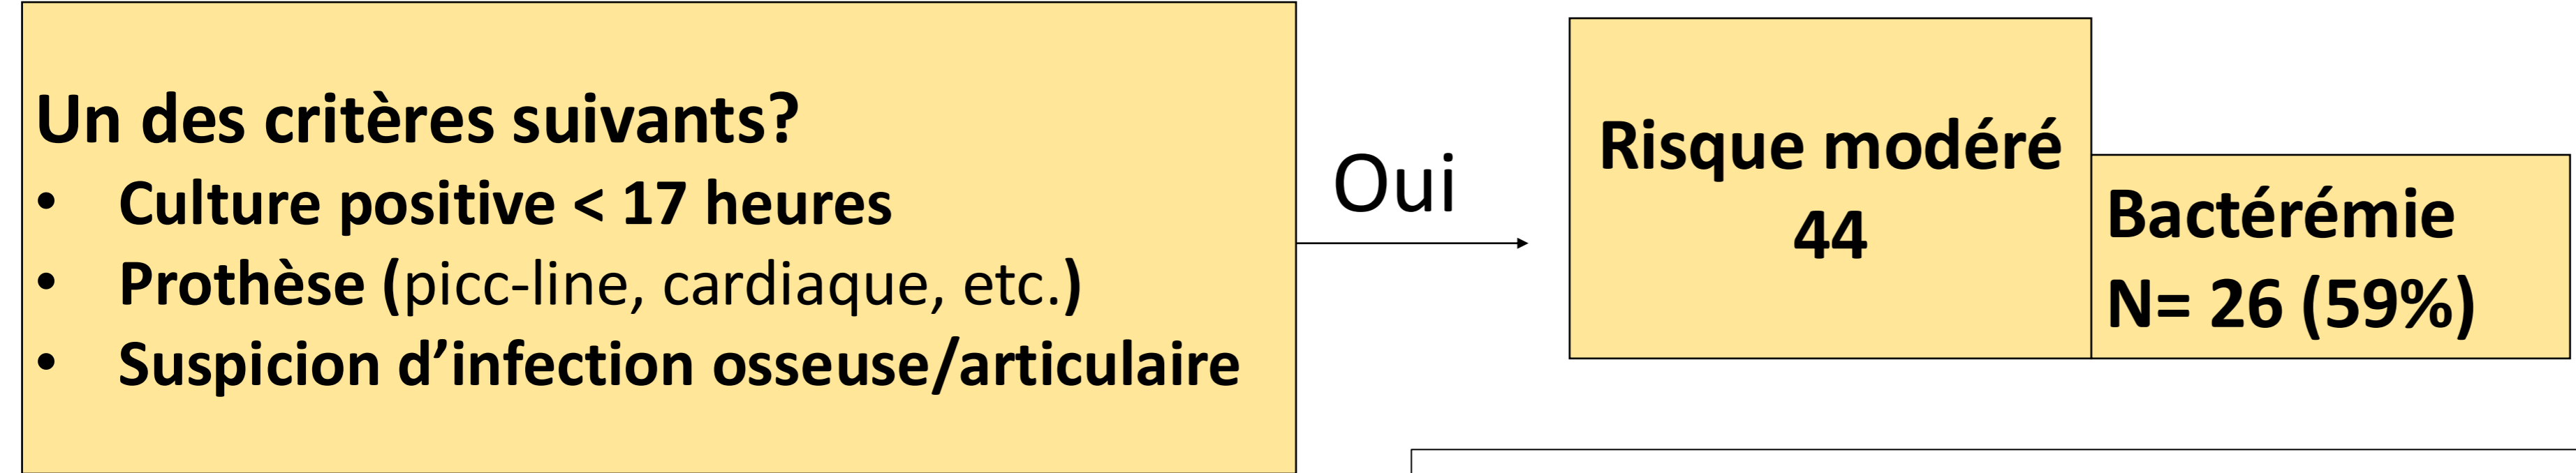 Un des critères suivants?
• Culture positive < 17 heures
• Prothèse (picc-line, cardiaque, etc.)
• Suspicion d’infection osseuse/articulaire
Oui
Risque modéré
44
Bactérémie
N= 26 (59%)